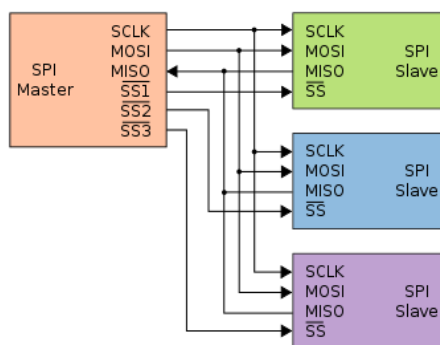 SPI
Master
SCLK
MOSI
MISO
SS1
SS2
SS3
SCLK
MOSI
MISO
SS
SPI
Slave
SCLK
MOSI
MISO
SS
SPI
Slave
SCLK
MOSI
MISO
SS
SPI
Slave